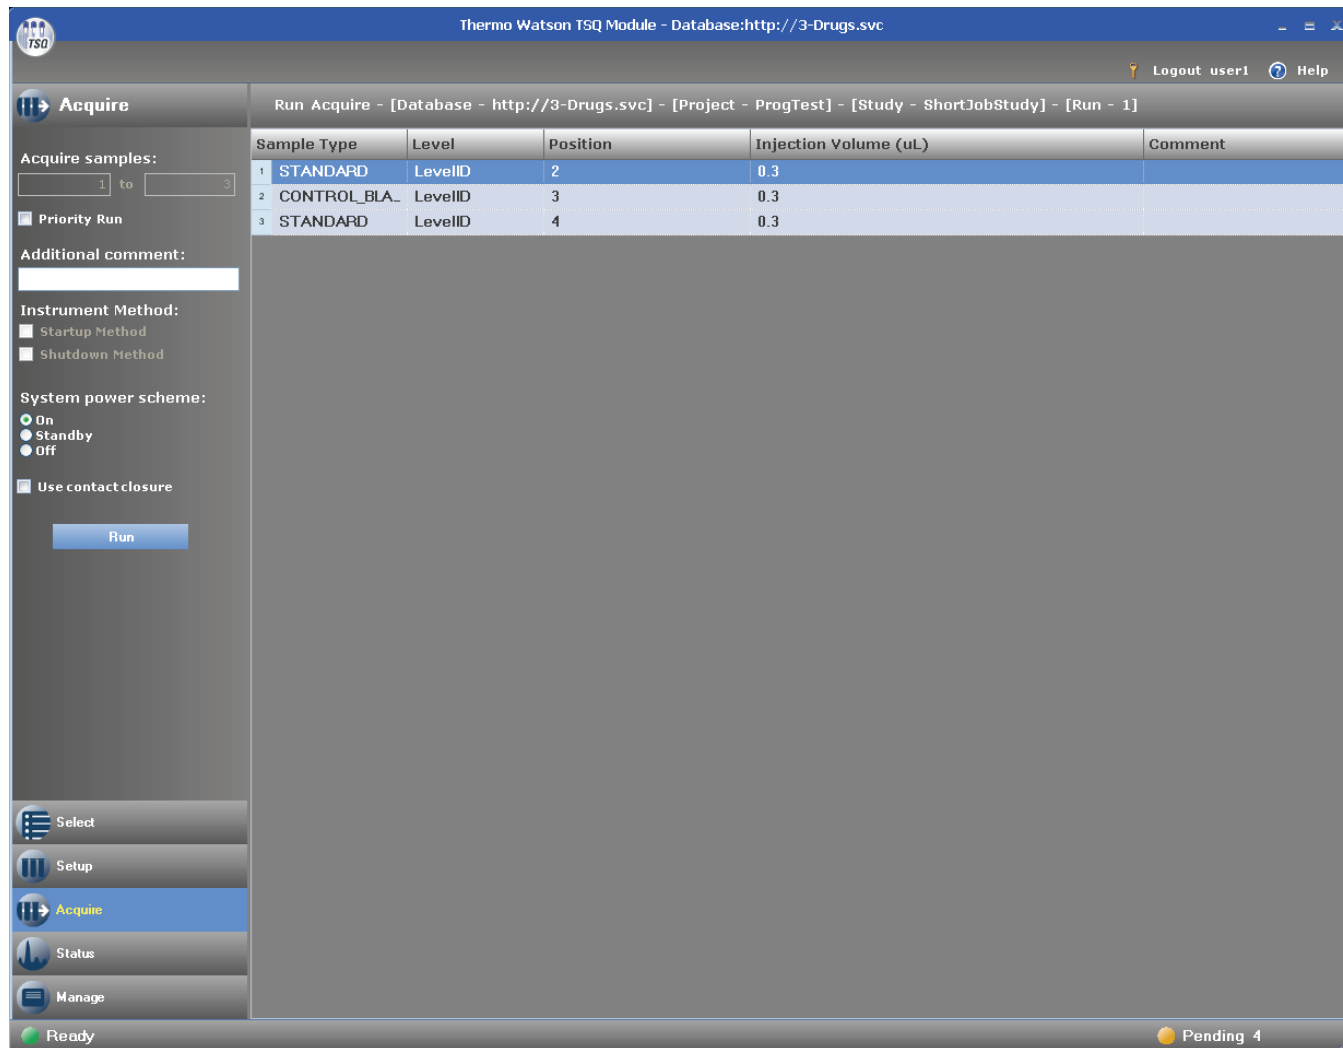 Thermo Watson TSQ Module - Database:http://3-Drugs.svc
TSQ
Logout user1 Help
Acquire
Run Acquire - [Database - http://3-Drugs.svc] - [Project - ProgTest] - [Study - ShortJobStudy] - [Run - 1]
Acquire samples:
1 to 3
Priority Run
Additional comment:
Instrument Method:
Startup Method
Shutdown Method
System power scheme:
On
Standby
Off
Use contact closure
Run
Sample Type Level Position Injection Volume (uL) Comment
1 STANDARD LevelID 2 0.3
2 CONTROL_BLA... LevelID 3 0.3
3 STANDARD LevelID 4 0.3
Select
Setup
Acquire
Status
Manage
Ready
Pending 4